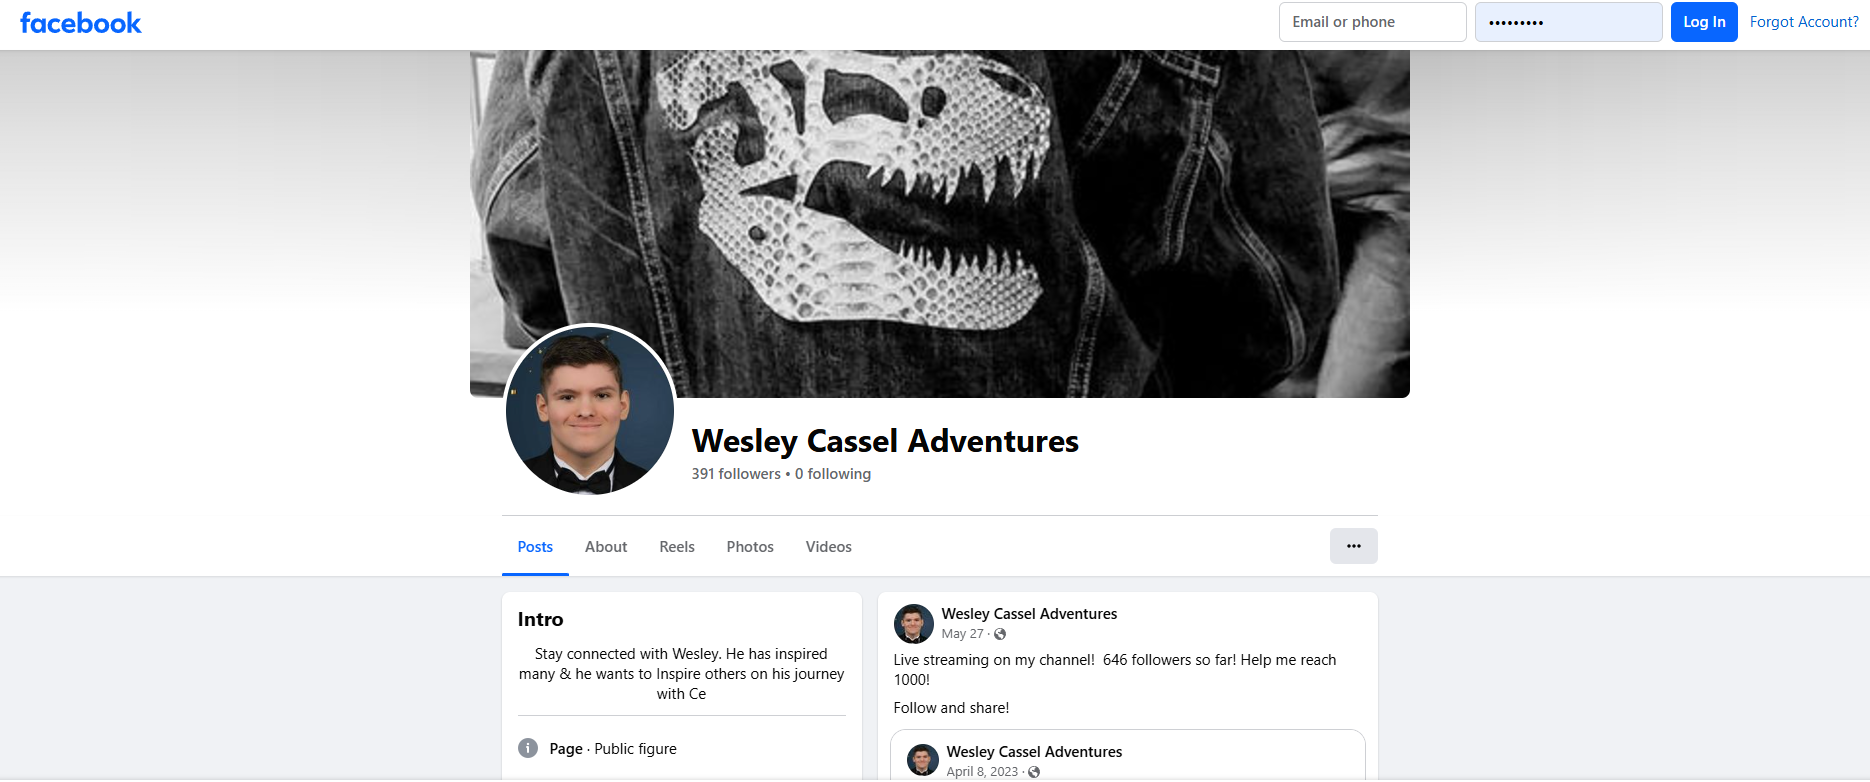 facebook
Email or phone
•••••••••
Log In
Forgot Account?
Wesley Cassel Adventures
391 followers • 0 following
Posts
About
Reels
Photos
Videos
Intro
Stay connected with Wesley. He has inspired
many & he wants to Inspire others on his journey
with Ce
Page · Public figure
Wesley Cassel Adventures
May 27 ·
Live streaming on my channel!  646 followers so far! Help me reach
1000!
Follow and share!
Wesley Cassel Adventures
April 8, 2023 ·